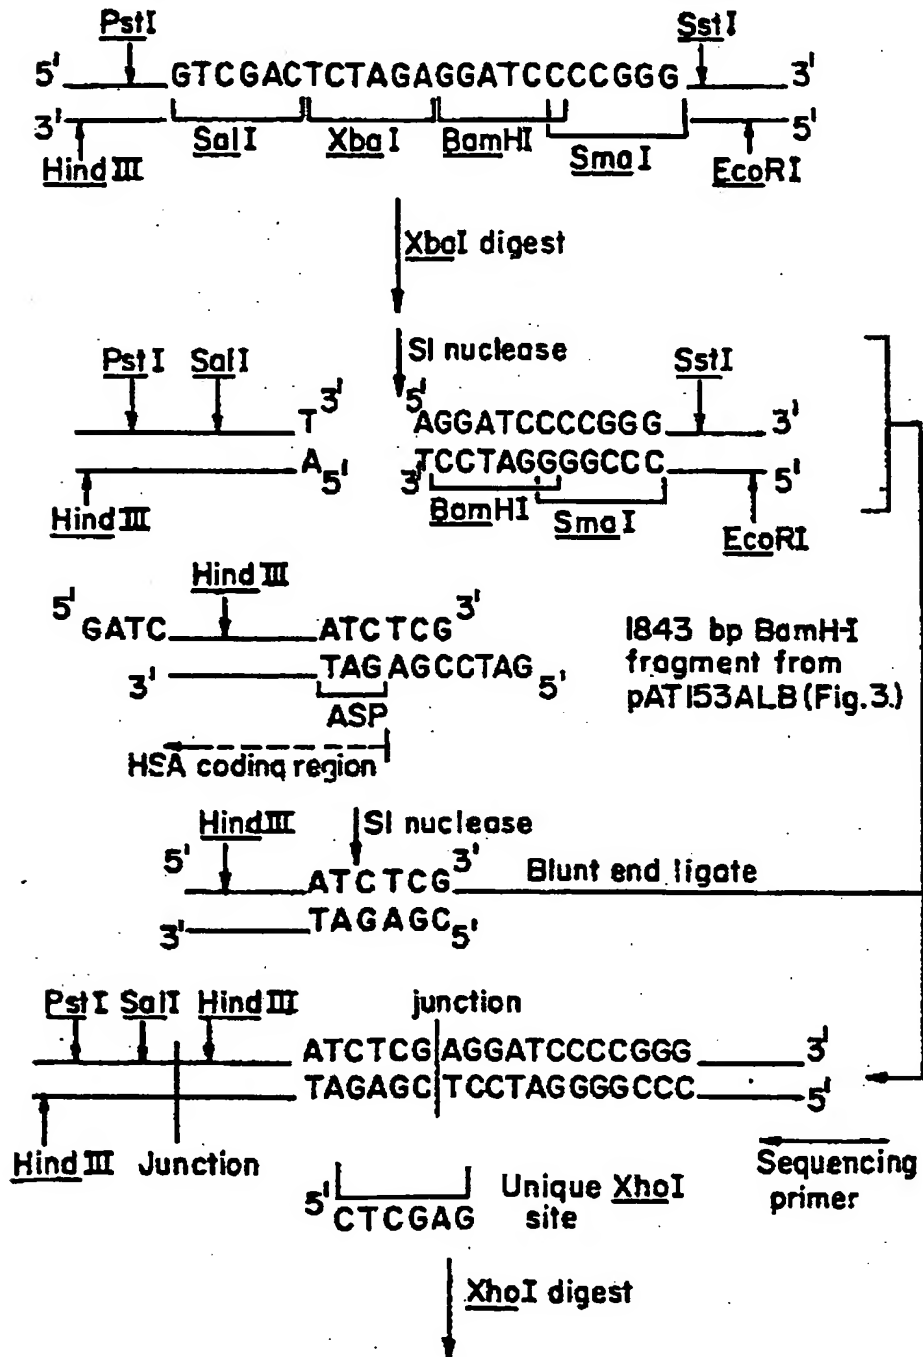 PstI SstI
5' GTCGACTCTAGAGGATCCCCGGG 3'
3' SalI XbaI BamHI 5'
HindIII SmaI EcoRI
XbaI digest
SI nuclease
PstI SalI SstI
T 3' 5' AGGATCCCCGGG 3'
A 5' 3' TCCTAGGGGCCC 5'
HindIII BamHI SmaI
EcoRI
HindIII
5' GATC ATCTCG 3'
3' TAGAGCCTAG 5'
ASP
HSA coding region
1843 bp BamH-I
fragment from
pAT153ALB (Fig.3.)
HindIII SI nuclease
5' ATCTCG 3' Blunt end ligate
3' TAGAGC 5'
PstI SalI HindIII junction
ATCTCG AGGATCCCCGGG 3'
TAGAGC TCCTAGGGGCCC 5'
HindIII Junction
Sequencing
primer
5' CTCGAG
Unique XhoI
site
XhoI digest